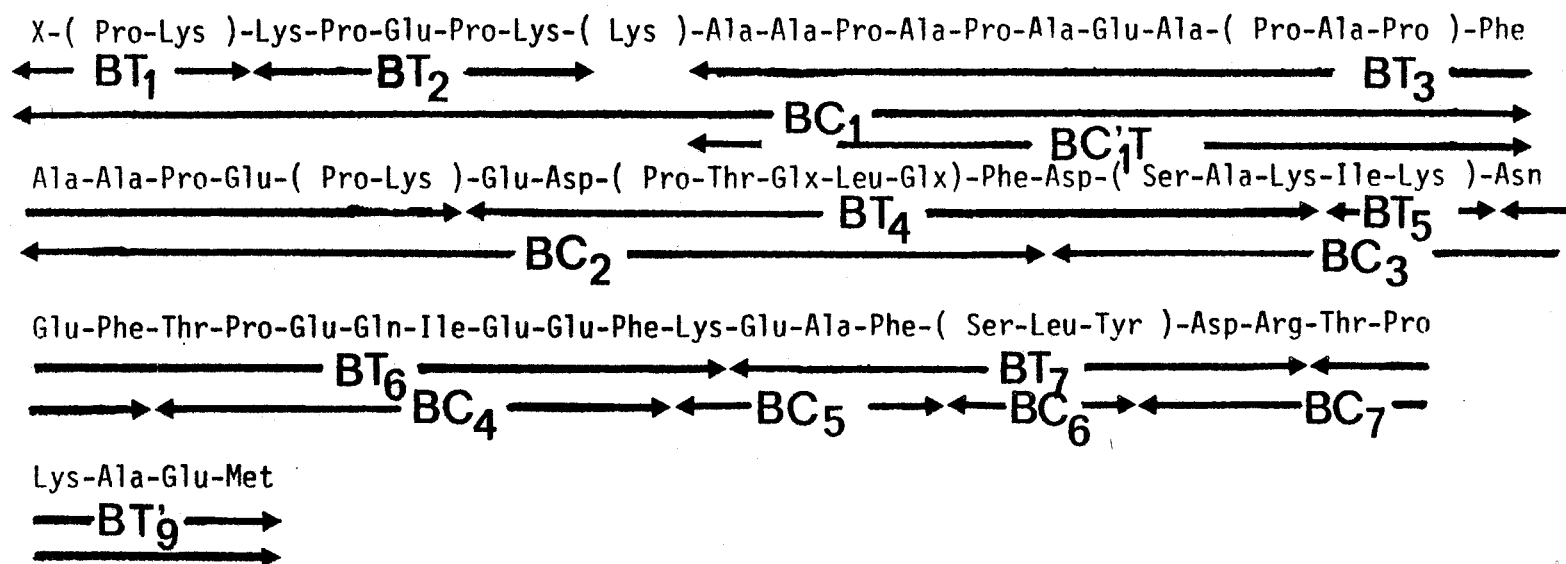 X-( Pro-Lys )-Lys-Pro-Glu-Pro-Lys-( Lys )-Ala-Ala-Pro-Ala-Pro-Ala-Glu-Ala-( Pro-Ala-Pro )-Phe
BT1 BT2 BT3
BC1
BC'1T
Ala-Ala-Pro-Glu-( Pro-Lys )-Glu-Asp-( Pro-Thr-Glx-Leu-Glx)-Phe-Asp-( Ser-Ala-Lys-Ile-Lys )-Asn
BT4 BT5
BC2 BC3
Glu-Phe-Thr-Pro-Glu-Gln-Ile-Glu-Glu-Phe-Lys-Glu-Ala-Phe-( Ser-Leu-Tyr )-Asp-Arg-Thr-Pro
BT6 BT7
BC4 BC5 BC6 BC7
Lys-Ala-Glu-Met
BT'9